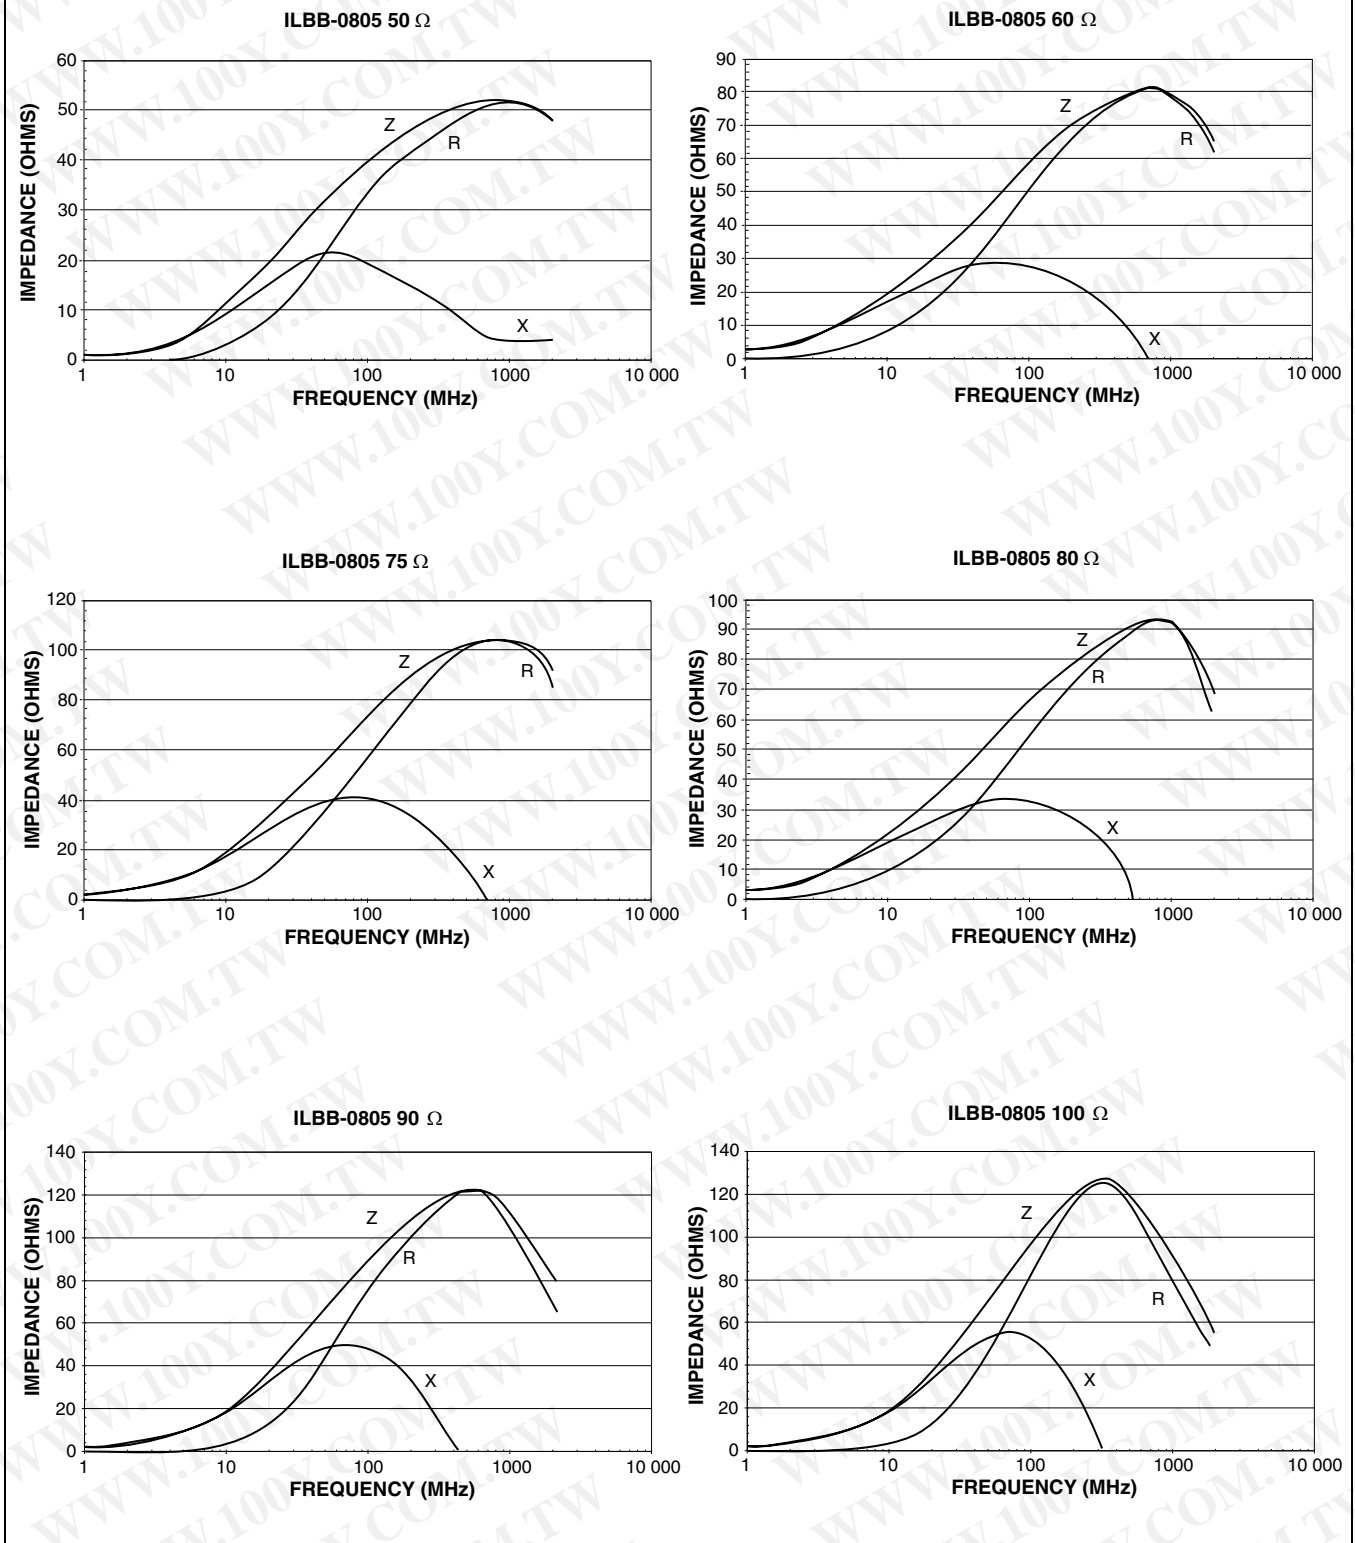 ILBB-0805 50 Ω
60
50
40
30
20
10
0
IMPEDANCE (OHMS)
Z
R
X
1
10
100
1000
10 000
FREQUENCY (MHz)
ILBB-0805 60 Ω
90
80
70
60
50
40
30
20
10
0
IMPEDANCE (OHMS)
Z
R
X
1
10
100
1000
10 000
FREQUENCY (MHz)
ILBB-0805 75 Ω
120
100
80
60
40
20
0
IMPEDANCE (OHMS)
Z
R
X
1
10
100
1000
10 000
FREQUENCY (MHz)
ILBB-0805 80 Ω
100
90
80
70
60
50
40
30
20
10
0
IMPEDANCE (OHMS)
Z
R
X
1
10
100
1000
10 000
FREQUENCY (MHz)
ILBB-0805 90 Ω
140
120
100
80
60
40
20
0
IMPEDANCE (OHMS)
Z
R
X
1
10
100
1000
10 000
FREQUENCY (MHz)
ILBB-0805 100 Ω
140
120
100
80
60
40
20
0
IMPEDANCE (OHMS)
Z
R
X
1
10
100
1000
10 000
FREQUENCY (MHz)
WWW.100Y.COM.TW